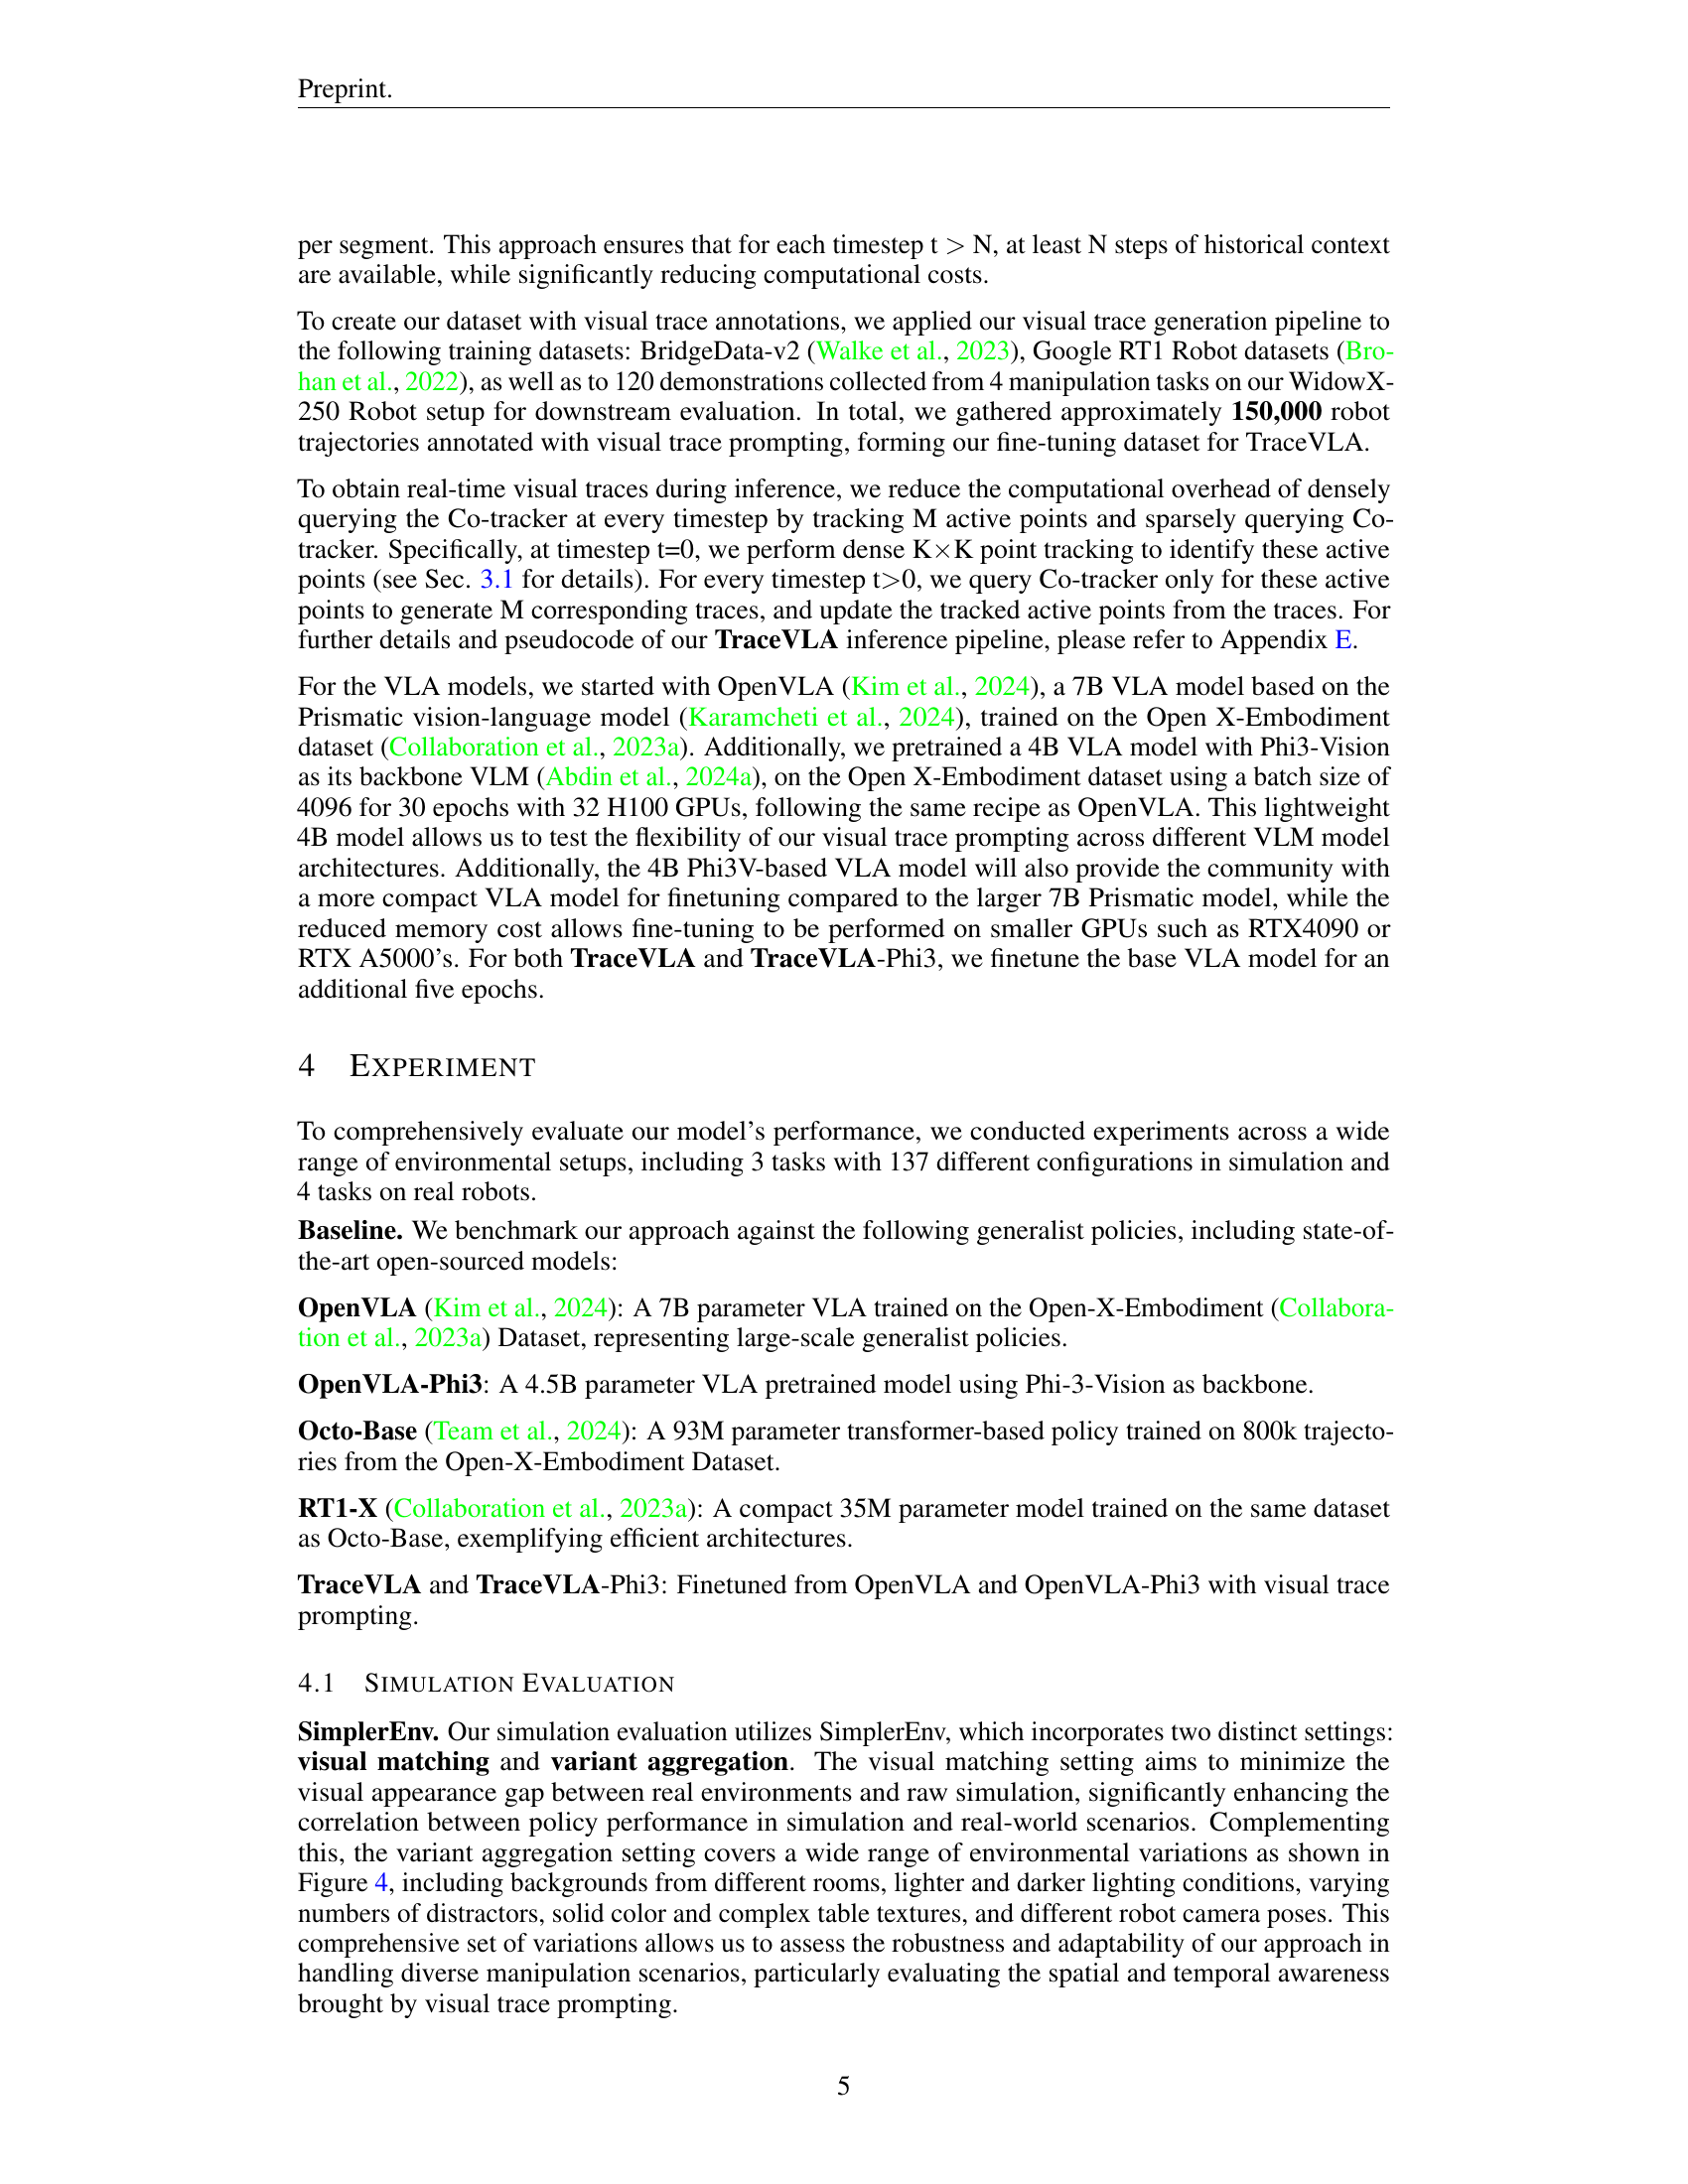 Preprint.
per segment. This approach ensures that for each timestep t > N, at least N steps of historical context
are available, while significantly reducing computational costs.
To create our dataset with visual trace annotations, we applied our visual trace generation pipeline to
the following training datasets: BridgeData-v2 (Walke et al., 2023), Google RT1 Robot datasets (Bro-
han et al., 2022), as well as to 120 demonstrations collected from 4 manipulation tasks on our WidowX-
250 Robot setup for downstream evaluation. In total, we gathered approximately 150,000 robot
trajectories annotated with visual trace prompting, forming our fine-tuning dataset for TraceVLA.
To obtain real-time visual traces during inference, we reduce the computational overhead of densely
querying the Co-tracker at every timestep by tracking M active points and sparsely querying Co-
tracker. Specifically, at timestep t=0, we perform dense K×K point tracking to identify these active
points (see Sec. 3.1 for details). For every timestep t>0, we query Co-tracker only for these active
points to generate M corresponding traces, and update the tracked active points from the traces. For
further details and pseudocode of our TraceVLA inference pipeline, please refer to Appendix E.
For the VLA models, we started with OpenVLA (Kim et al., 2024), a 7B VLA model based on the
Prismatic vision-language model (Karamcheti et al., 2024), trained on the Open X-Embodiment
dataset (Collaboration et al., 2023a). Additionally, we pretrained a 4B VLA model with Phi3-Vision
as its backbone VLM (Abdin et al., 2024a), on the Open X-Embodiment dataset using a batch size of
4096 for 30 epochs with 32 H100 GPUs, following the same recipe as OpenVLA. This lightweight
4B model allows us to test the flexibility of our visual trace prompting across different VLM model
architectures. Additionally, the 4B Phi3V-based VLA model will also provide the community with
a more compact VLA model for finetuning compared to the larger 7B Prismatic model, while the
reduced memory cost allows fine-tuning to be performed on smaller GPUs such as RTX4090 or
RTX A5000's. For both TraceVLA and TraceVLA-Phi3, we finetune the base VLA model for an
additional five epochs.
4 EXPERIMENT
To comprehensively evaluate our model's performance, we conducted experiments across a wide
range of environmental setups, including 3 tasks with 137 different configurations in simulation and
4 tasks on real robots.
Baseline. We benchmark our approach against the following generalist policies, including state-of-
the-art open-sourced models:
OpenVLA (Kim et al., 2024): A 7B parameter VLA trained on the Open-X-Embodiment (Collabora-
tion et al., 2023a) Dataset, representing large-scale generalist policies.
OpenVLA-Phi3: A 4.5B parameter VLA pretrained model using Phi-3-Vision as backbone.
Octo-Base (Team et al., 2024): A 93M parameter transformer-based policy trained on 800k trajecto-
ries from the Open-X-Embodiment Dataset.
RT1-X (Collaboration et al., 2023a): A compact 35M parameter model trained on the same dataset
as Octo-Base, exemplifying efficient architectures.
TraceVLA and TraceVLA-Phi3: Finetuned from OpenVLA and OpenVLA-Phi3 with visual trace
prompting.
4.1 SIMULATION EVALUATION
SimplerEnv. Our simulation evaluation utilizes SimplerEnv, which incorporates two distinct settings:
visual matching and variant aggregation. The visual matching setting aims to minimize the
visual appearance gap between real environments and raw simulation, significantly enhancing the
correlation between policy performance in simulation and real-world scenarios. Complementing
this, the variant aggregation setting covers a wide range of environmental variations as shown in
Figure 4, including backgrounds from different rooms, lighter and darker lighting conditions, varying
numbers of distractors, solid color and complex table textures, and different robot camera poses. This
comprehensive set of variations allows us to assess the robustness and adaptability of our approach in
handling diverse manipulation scenarios, particularly evaluating the spatial and temporal awareness
brought by visual trace prompting.
5